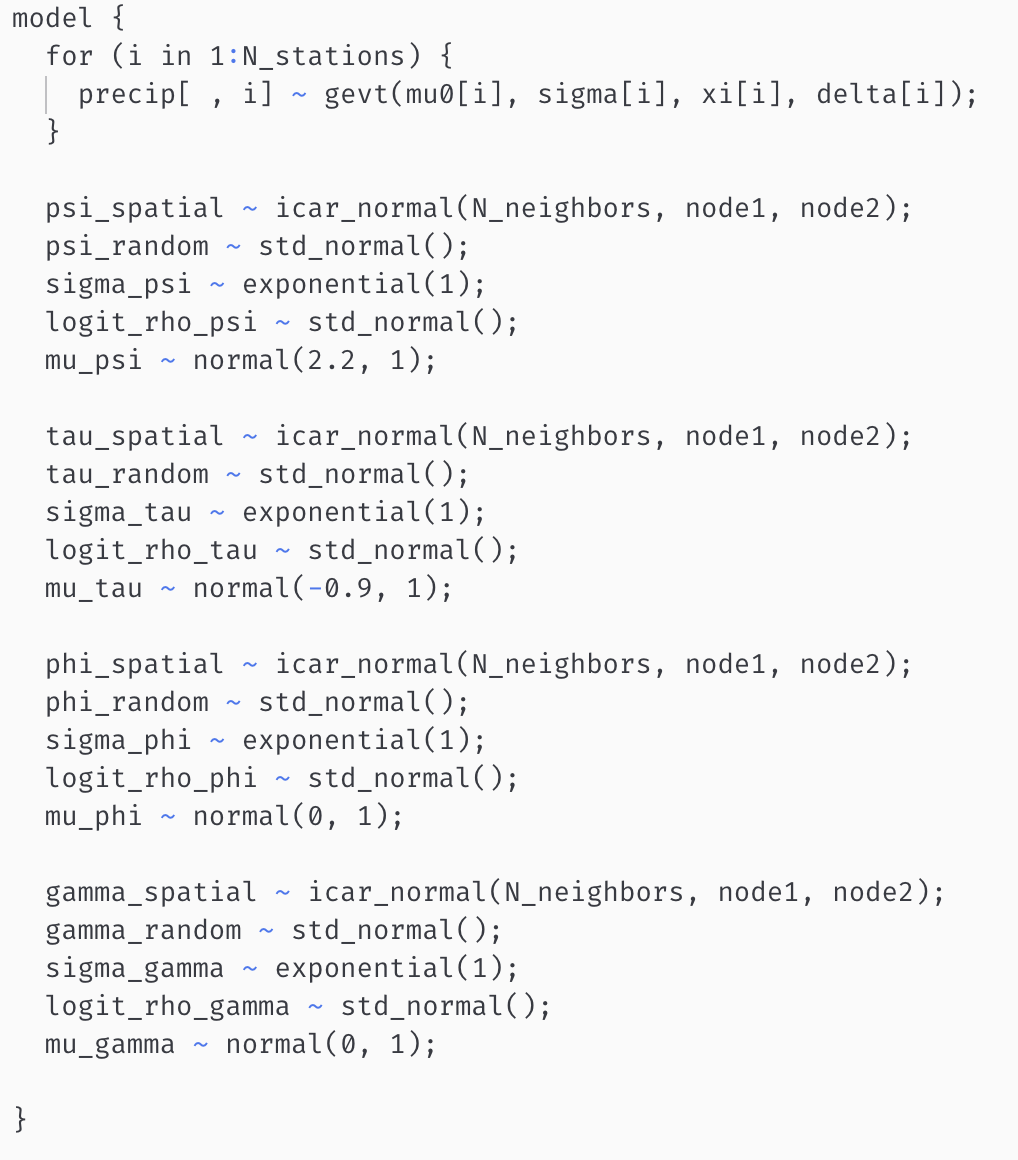 model {
  for (i in 1:N_stations) {
    precip[ , i] ~ gevt(mu0[i], sigma[i], xi[i], delta[i]);
  }

  psi_spatial ~ icar_normal(N_neighbors, node1, node2);
  psi_random ~ std_normal();
  sigma_psi ~ exponential(1);
  logit_rho_psi ~ std_normal();
  mu_psi ~ normal(2.2, 1);

  tau_spatial ~ icar_normal(N_neighbors, node1, node2);
  tau_random ~ std_normal();
  sigma_tau ~ exponential(1);
  logit_rho_tau ~ std_normal();
  mu_tau ~ normal(-0.9, 1);

  phi_spatial ~ icar_normal(N_neighbors, node1, node2);
  phi_random ~ std_normal();
  sigma_phi ~ exponential(1);
  logit_rho_phi ~ std_normal();
  mu_phi ~ normal(0, 1);

  gamma_spatial ~ icar_normal(N_neighbors, node1, node2);
  gamma_random ~ std_normal();
  sigma_gamma ~ exponential(1);
  logit_rho_gamma ~ std_normal();
  mu_gamma ~ normal(0, 1);

}